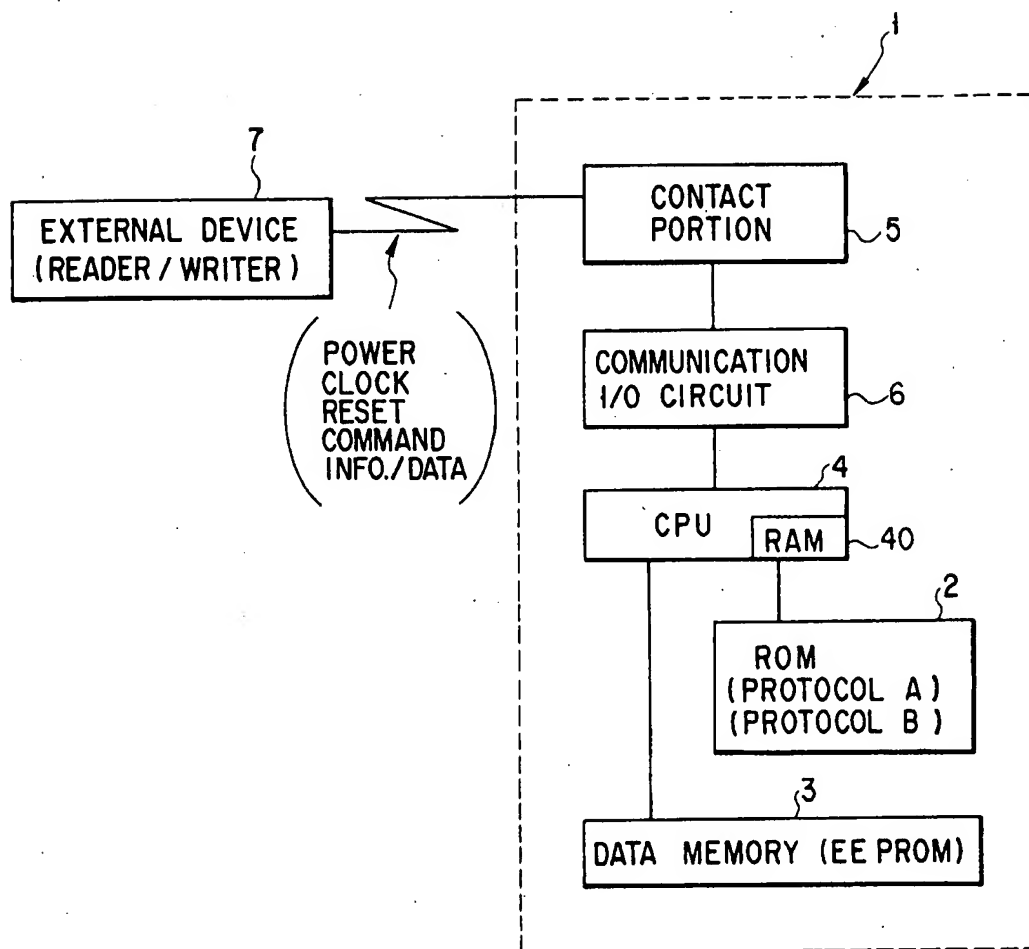 1
7
EXTERNAL DEVICE
(READER / WRITER)
CONTACT
PORTION
5
POWER
CLOCK
RESET
COMMAND
INFO./DATA
COMMUNICATION
I/O CIRCUIT
6
4
CPU
RAM
40
2
ROM
(PROTOCOL A)
(PROTOCOL B)
3
DATA MEMORY (EE PROM)